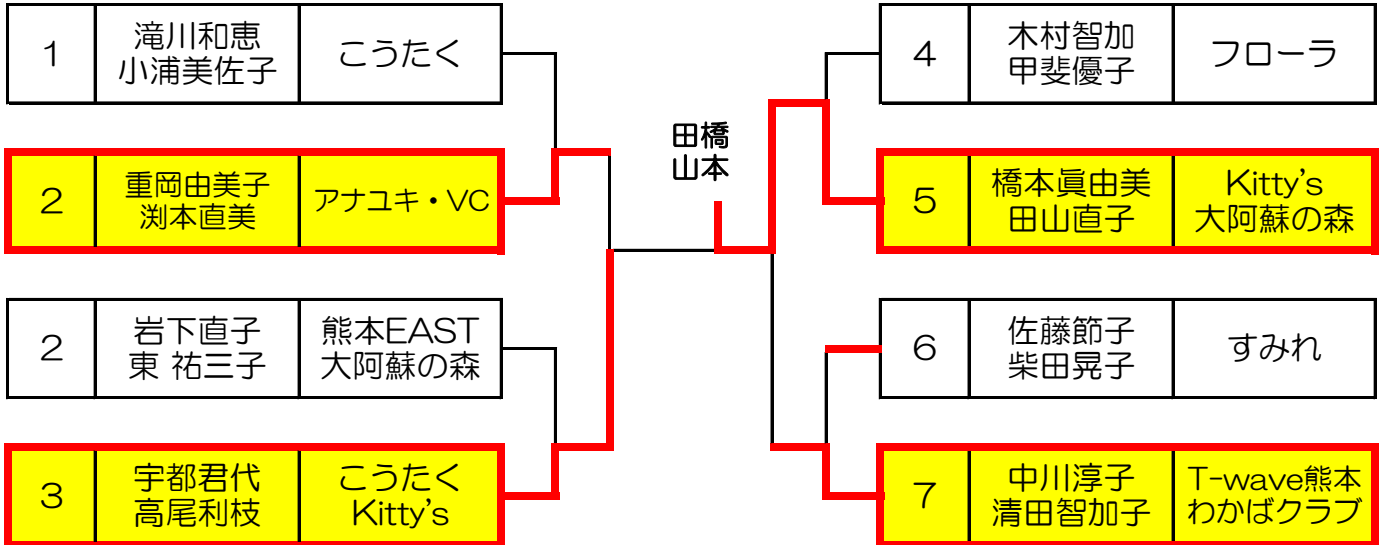 1 滝川和恵 小浦美佐子 こうたく
2 重岡由美子 渕本直美 アナユキ・VC
2 岩下直子 東 祐三子 熊本EAST 大阿蘇の森
3 宇都君代 高尾利枝 こうたく Kitty's
田橋
山本
4 木村智加 甲斐優子 フローラ
5 橋本眞由美 田山直子 Kitty's 大阿蘇の森
6 佐藤節子 柴田晃子 すみれ
7 中川淳子 清田智加子 T-wave熊本 わかばクラブ